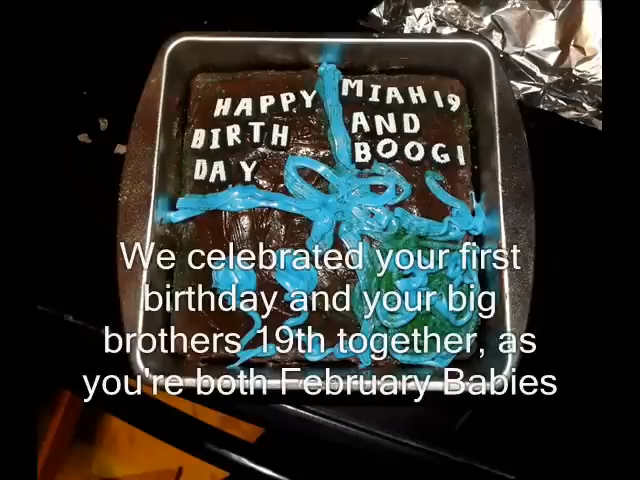 HAPPY MIAH 19
BIRTH AND
DAY BOOGI
We celebrated your first
birthday and your big
brothers 19th together, as
you're both February Babies